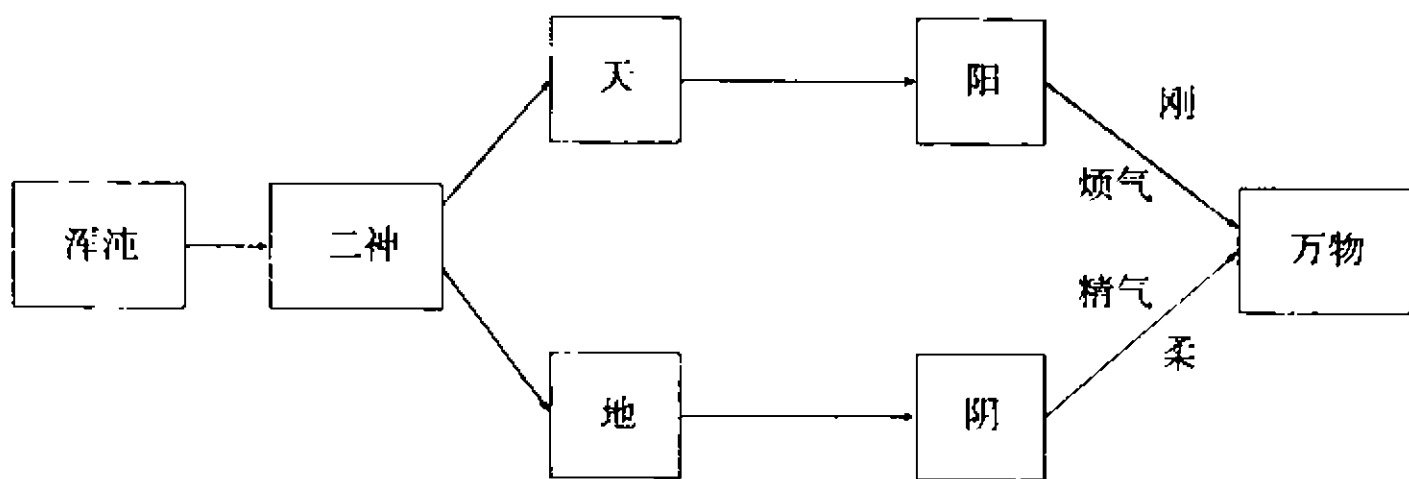 天
阳
刚
烦气
浑沌
二神
万物
精气
柔
地
阴